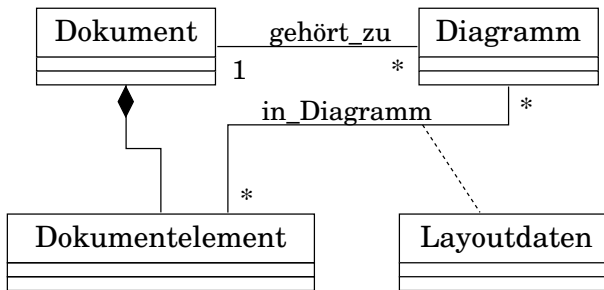 Dokument
gehört_zu
Diagramm
1
*
in_Diagramm
*
*
Dokumentelement
Layoutdaten